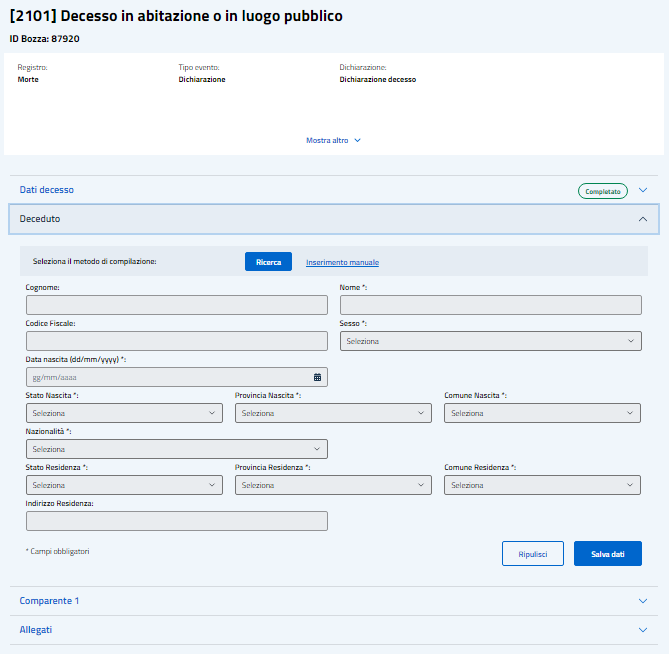 [2101] Decesso in abitazione o in luogo pubblico
ID Bozza: 87920
Registro: Tipo evento: Dichiarazione:
Morte Dichiarazione Dichiarazione decesso
Mostra altro
Dati decesso Completato
Deceduto
Seleziona il metodo di compilazione: Ricerca Inserimento manuale
Cognome: Nome *:
Codice Fiscale: Sesso *:
Seleziona
Data nascita (dd/mm/yyyy) *:
gg/mm/aaaa
Stato Nascita *: Provincia Nascita *: Comune Nascita *:
Seleziona Seleziona Seleziona
Nazionalità *:
Seleziona
Stato Residenza *: Provincia Residenza *: Comune Residenza *:
Seleziona Seleziona Seleziona
Indirizzo Residenza:
* Campi obbligatori Ripulisci Salva dati
Comparente 1
Allegati